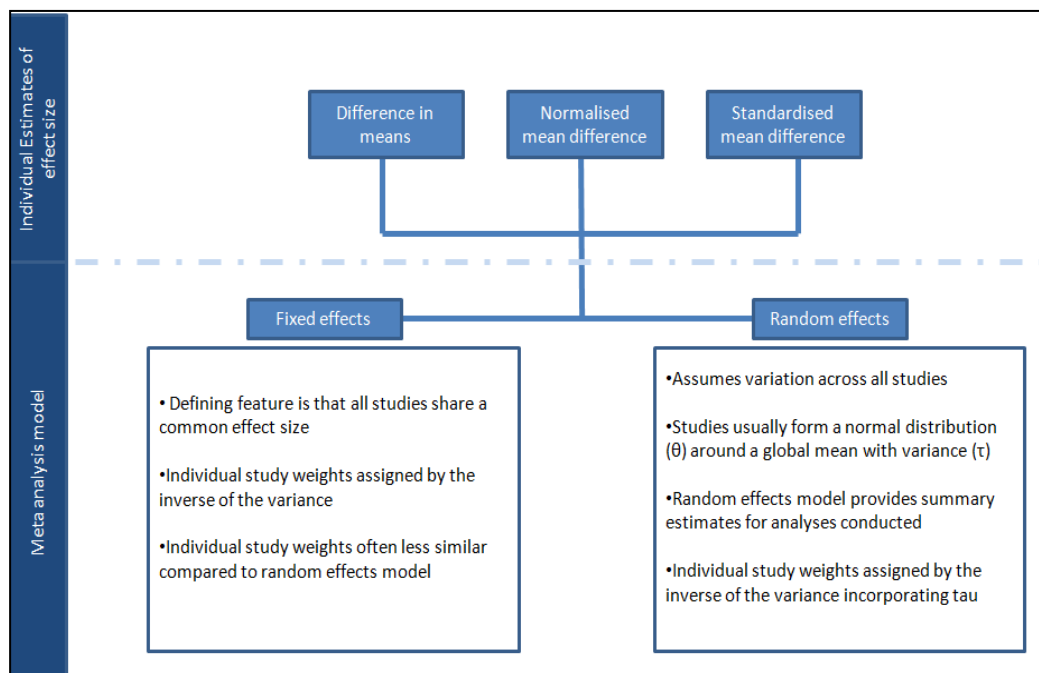 Individual Estimates of
effect size
Difference in
means
Normalised
mean difference
Standardised
mean difference
Meta analysis model
Fixed effects
• Defining feature is that all studies share a
common effect size
•Individual study weights assigned by the
inverse of the variance
•Individual study weights often less similar
compared to random effects model
Random effects
•Assumes variation across all studies
•Studies usually form a normal distribution
(θ) around a global mean with variance (τ)
•Random effects model provides summary
estimates for analyses conducted
•Individual study weights assigned by the
inverse of the variance incorporating tau